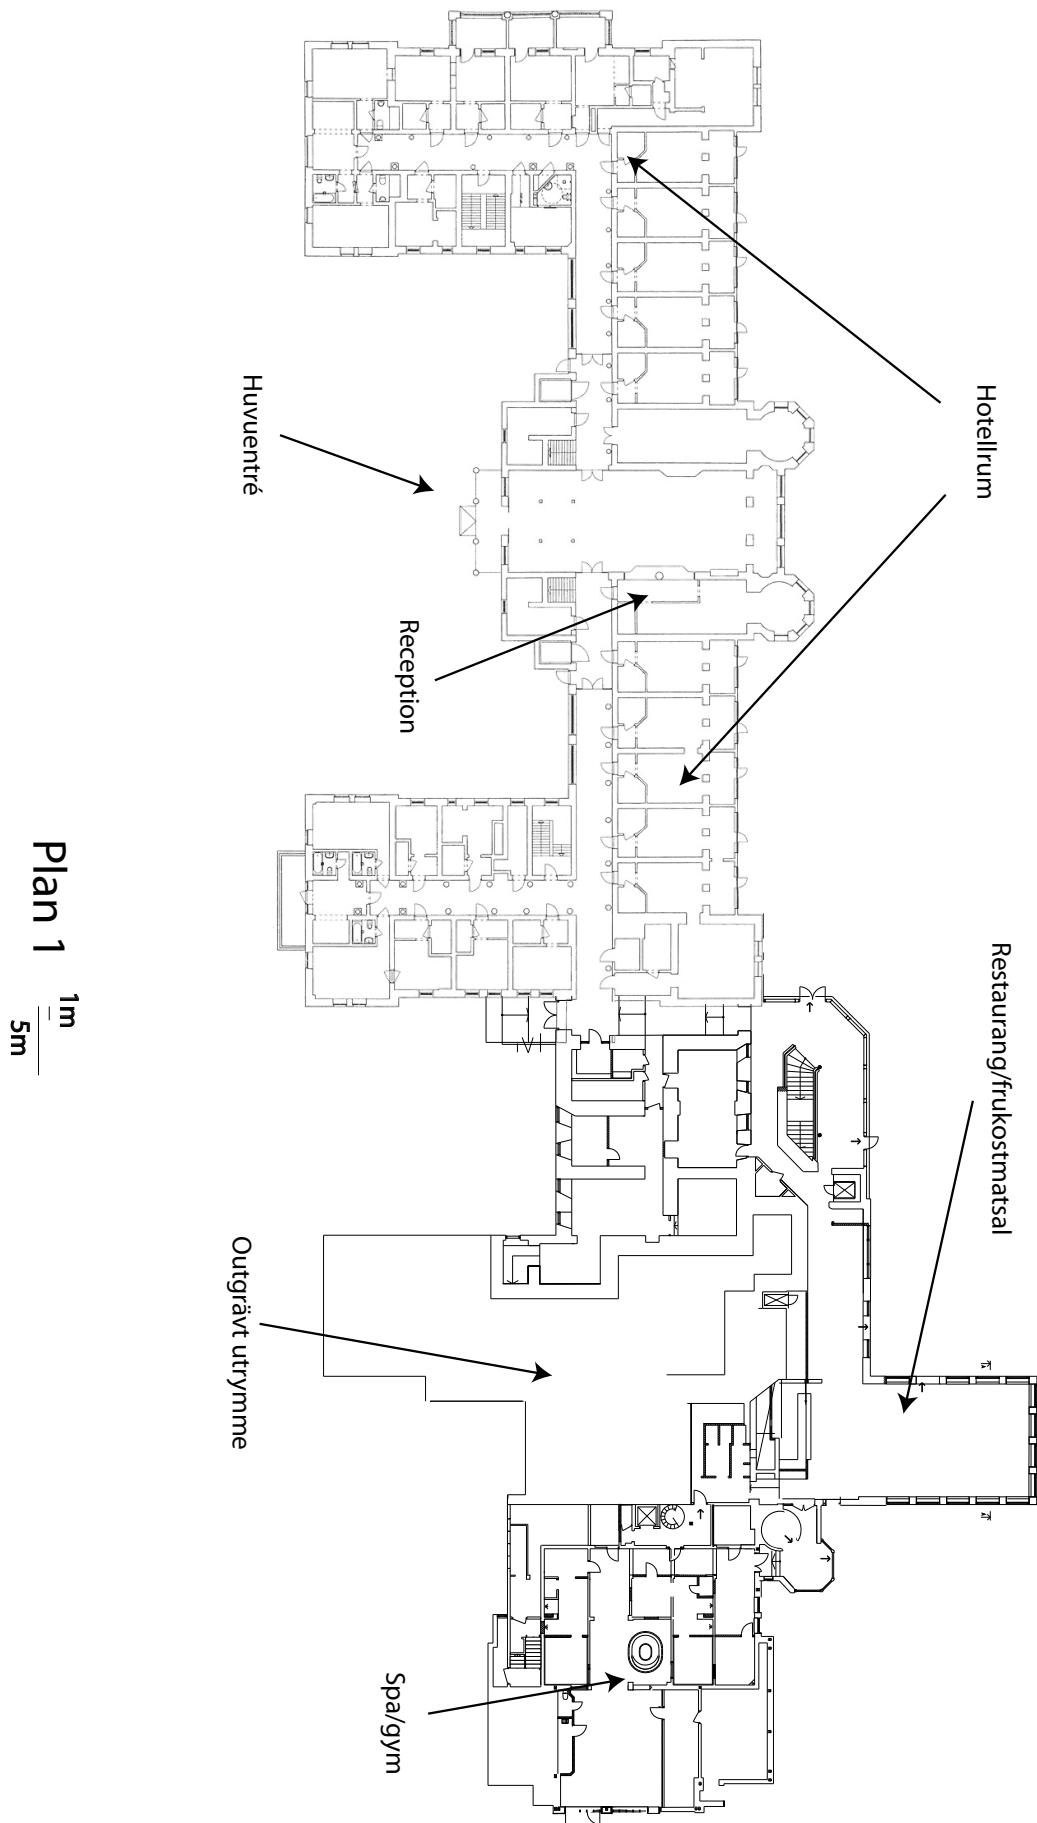 Hotellrum
Huvuentré
Reception
Restaurang/frukostmatsal
Outgrävt utrymme
Spa/gym
Plan 1
1m
5m